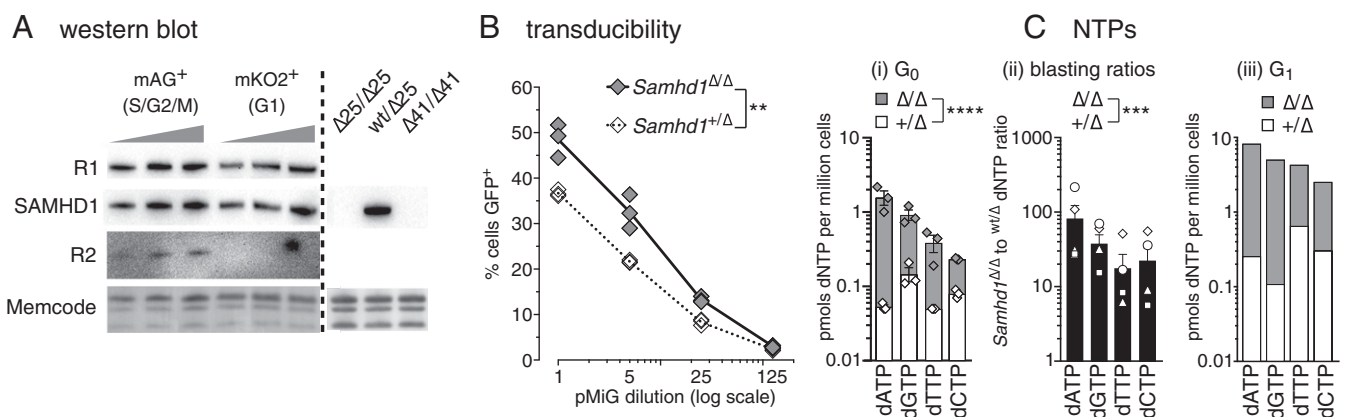 A western blot
mAG⁺
(S/G2/M)
mKO2⁺
(G1)
Δ25/Δ25
wt/Δ25
Δ41/Δ41
R1
SAMHD1
R2
Memcode
B transducibility
Samhd1^Δ/Δ
Samhd1^+/Δ
**
% cells GFP⁺
60
50
40
30
20
10
0
1 5 25 125
pMiG dilution (log scale)
C NTPs
(i) G₀
Δ/Δ
+/Δ
****
pmols dNTP per million cells
10
1
0.1
0.01
dATP
dGTP
dTTP
dCTP
(ii) blasting ratios
Δ/Δ
+/Δ
***
Samhd1^Δ/Δ to ^wt/Δ dNTP ratio
1000
100
10
1
dATP
dGTP
dTTP
dCTP
(iii) G₁
Δ/Δ
+/Δ
pmols dNTP per million cells
10
1
0.1
0.01
dATP
dGTP
dTTP
dCTP